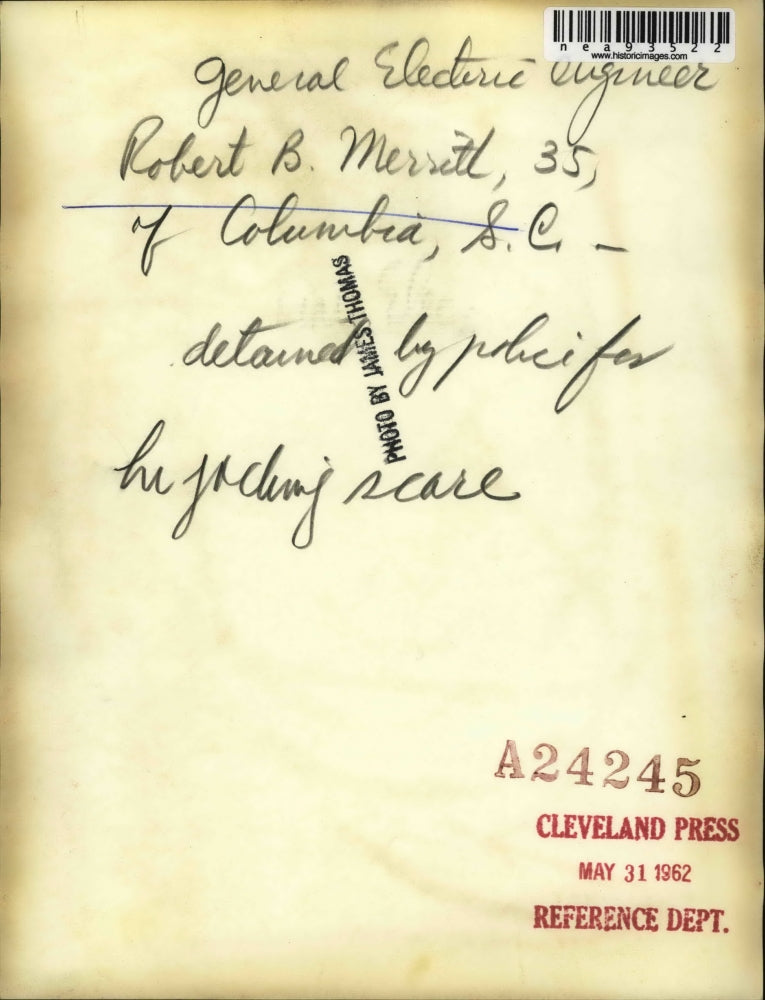 nea93522
www.historicimages.com
General Electric Engineer
Robert B. Merritt, 35,
of Columbia, S.C. –
detained by police for
hijacking scare
PHOTO BY JAMES THOMAS
A24245
CLEVELAND PRESS
MAY 31 1962
REFERENCE DEPT.